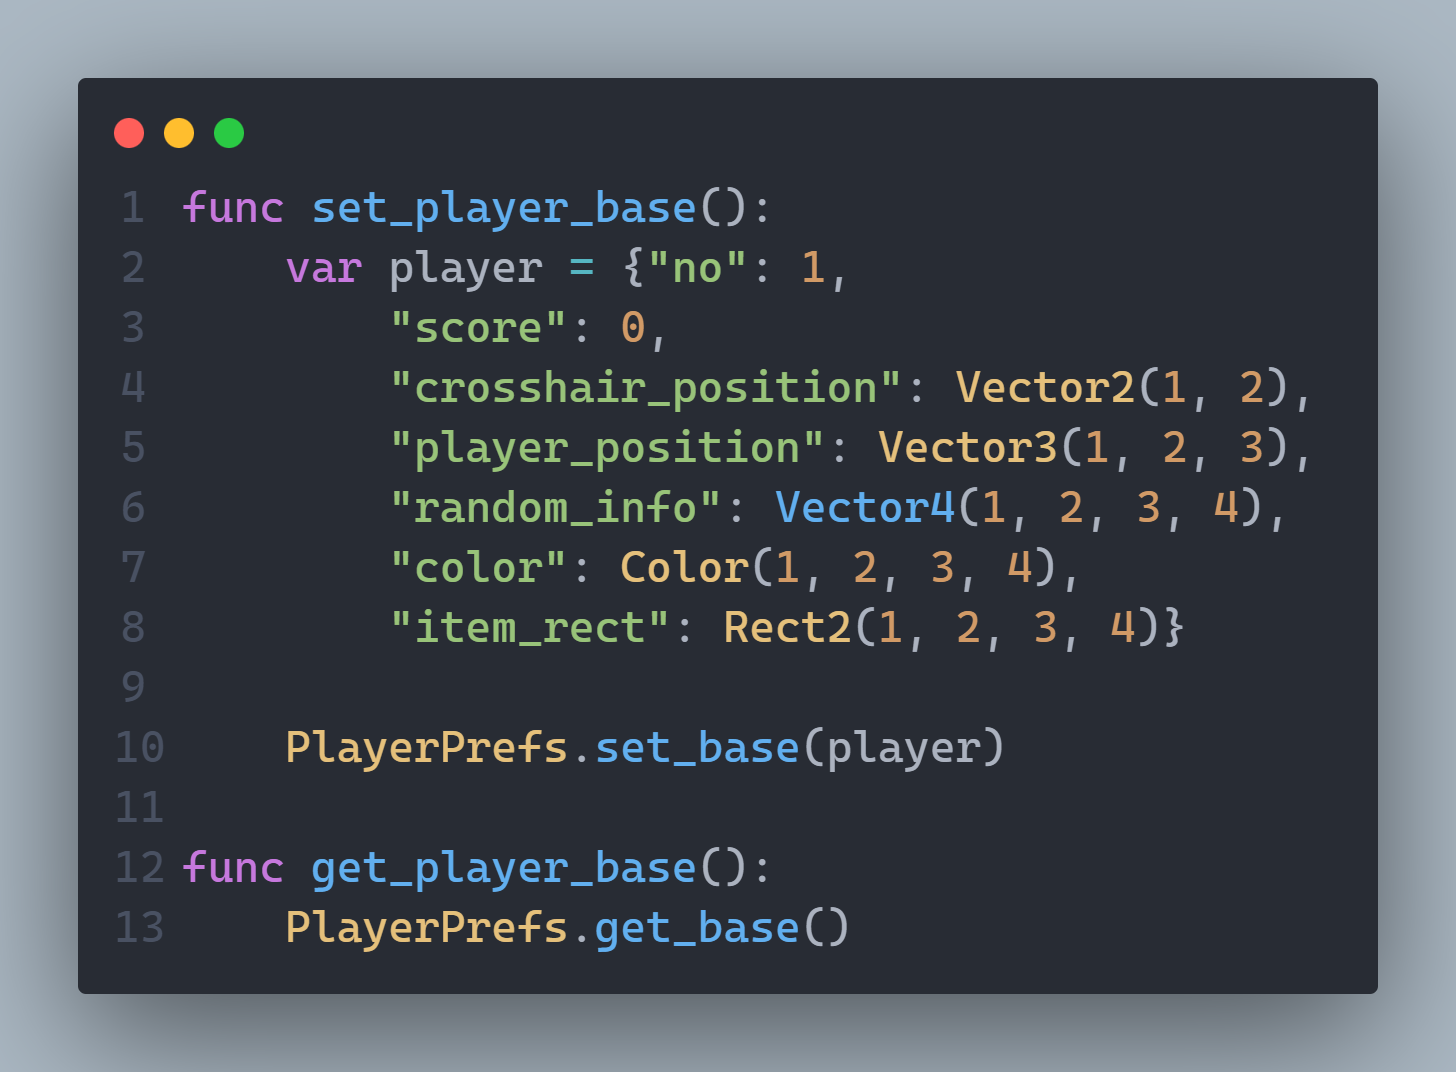 1 func set_player_base():
2     var player = {"no": 1,
3         "score": 0,
4         "crosshair_position": Vector2(1, 2),
5         "player_position": Vector3(1, 2, 3),
6         "random_info": Vector4(1, 2, 3, 4),
7         "color": Color(1, 2, 3, 4),
8         "item_rect": Rect2(1, 2, 3, 4)}
9
10     PlayerPrefs.set_base(player)
11
12 func get_player_base():
13     PlayerPrefs.get_base()